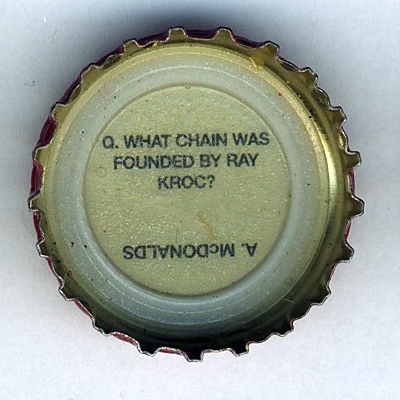 Q. WHAT CHAIN WAS
FOUNDED BY RAY
KROC?
A. McDONALDS